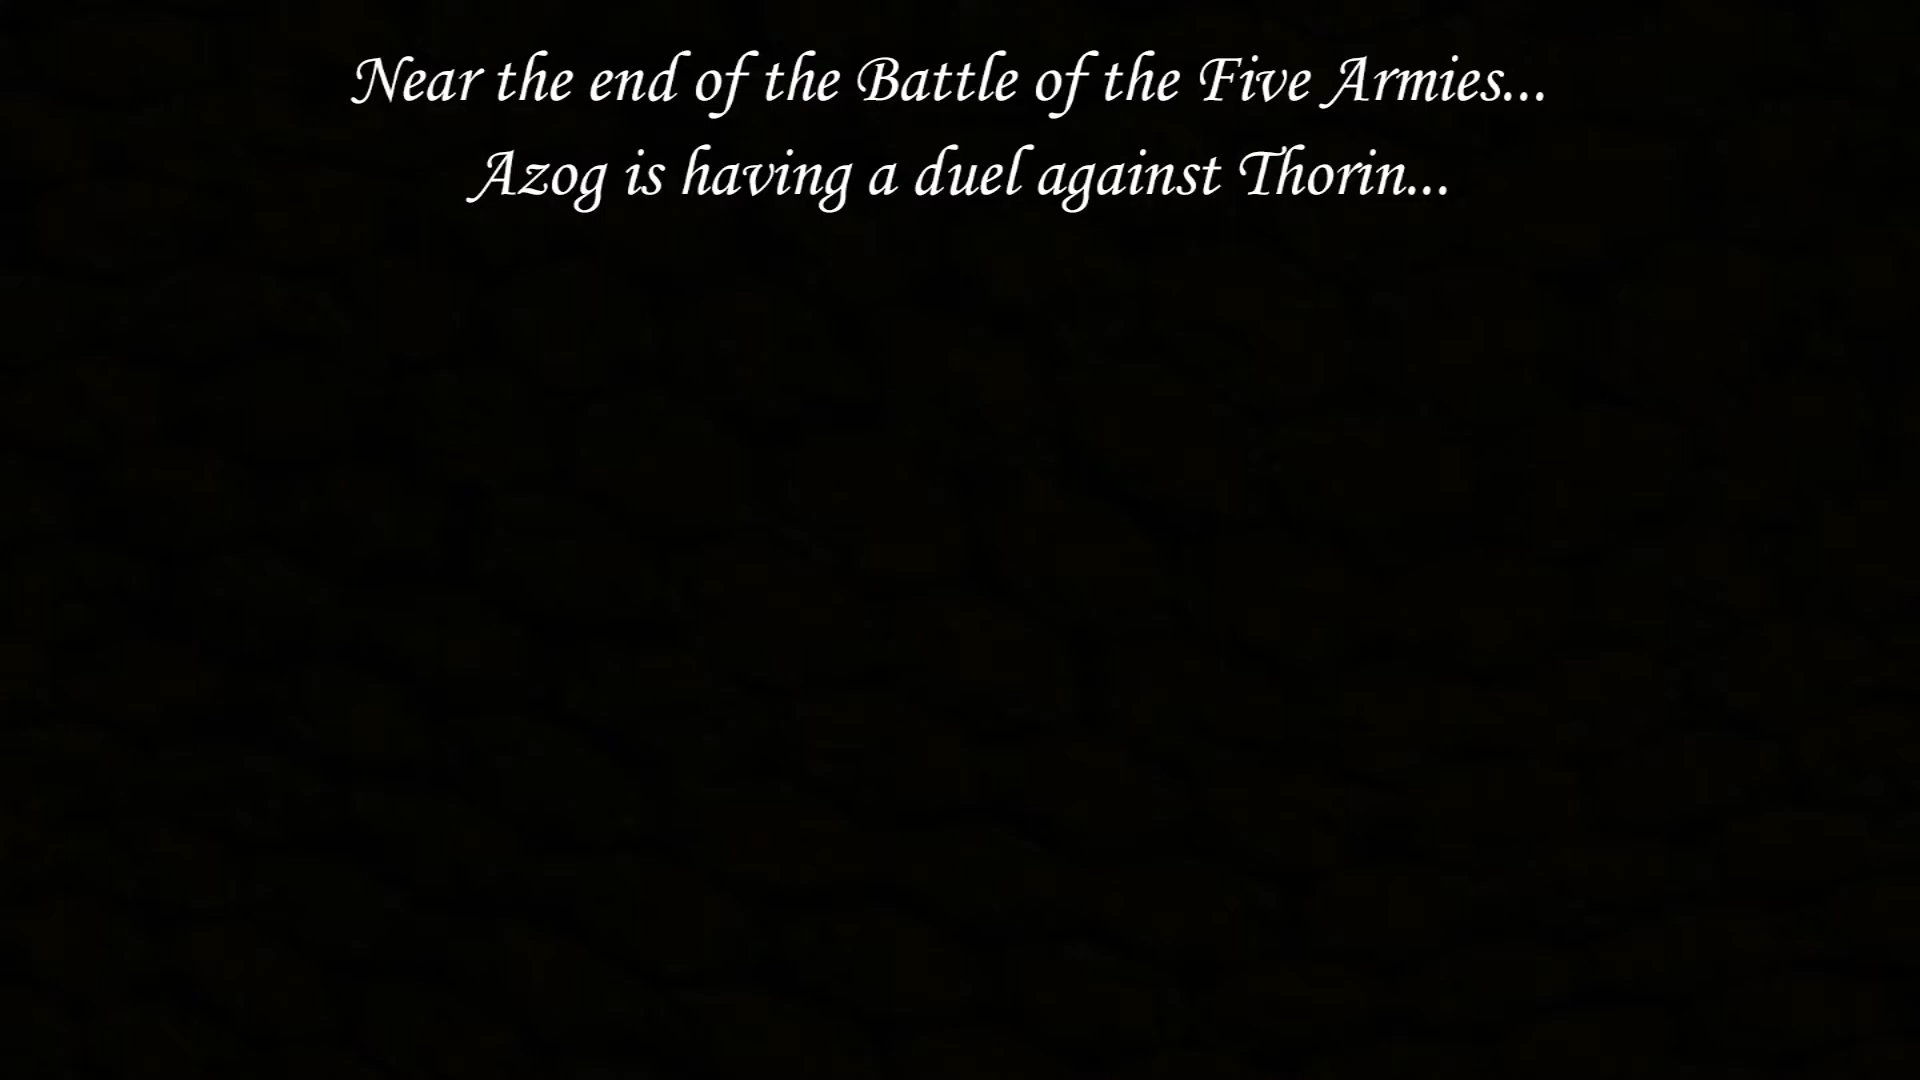 Near the end of the Battle of the Five Armies...
Azog is having a duel against Thorin...